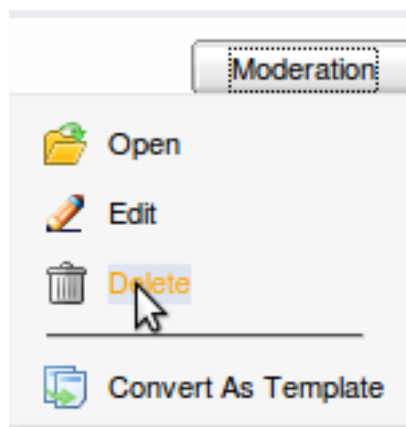 Moderation
Open
Edit
Delete
Convert As Template